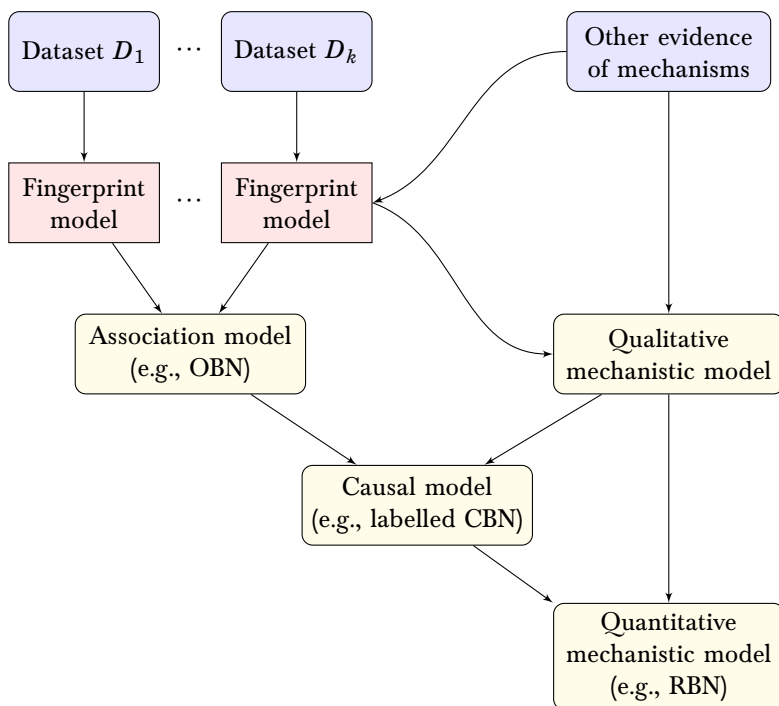 Dataset D₁
⋯
Dataset Dₖ
Other evidence
of mechanisms
Fingerprint
model
⋯
Fingerprint
model
Association model
(e.g., OBN)
Qualitative
mechanistic model
Causal model
(e.g., labelled CBN)
Quantitative
mechanistic model
(e.g., RBN)